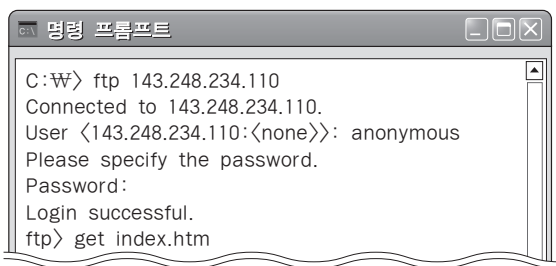 명령 프롬프트
C:₩〉 ftp 143.248.234.110
Connected to 143.248.234.110.
User 〈143.248.234.110:〈none〉〉: anonymous
Please specify the password.
Password:
Login successful.
ftp〉 get index.htm